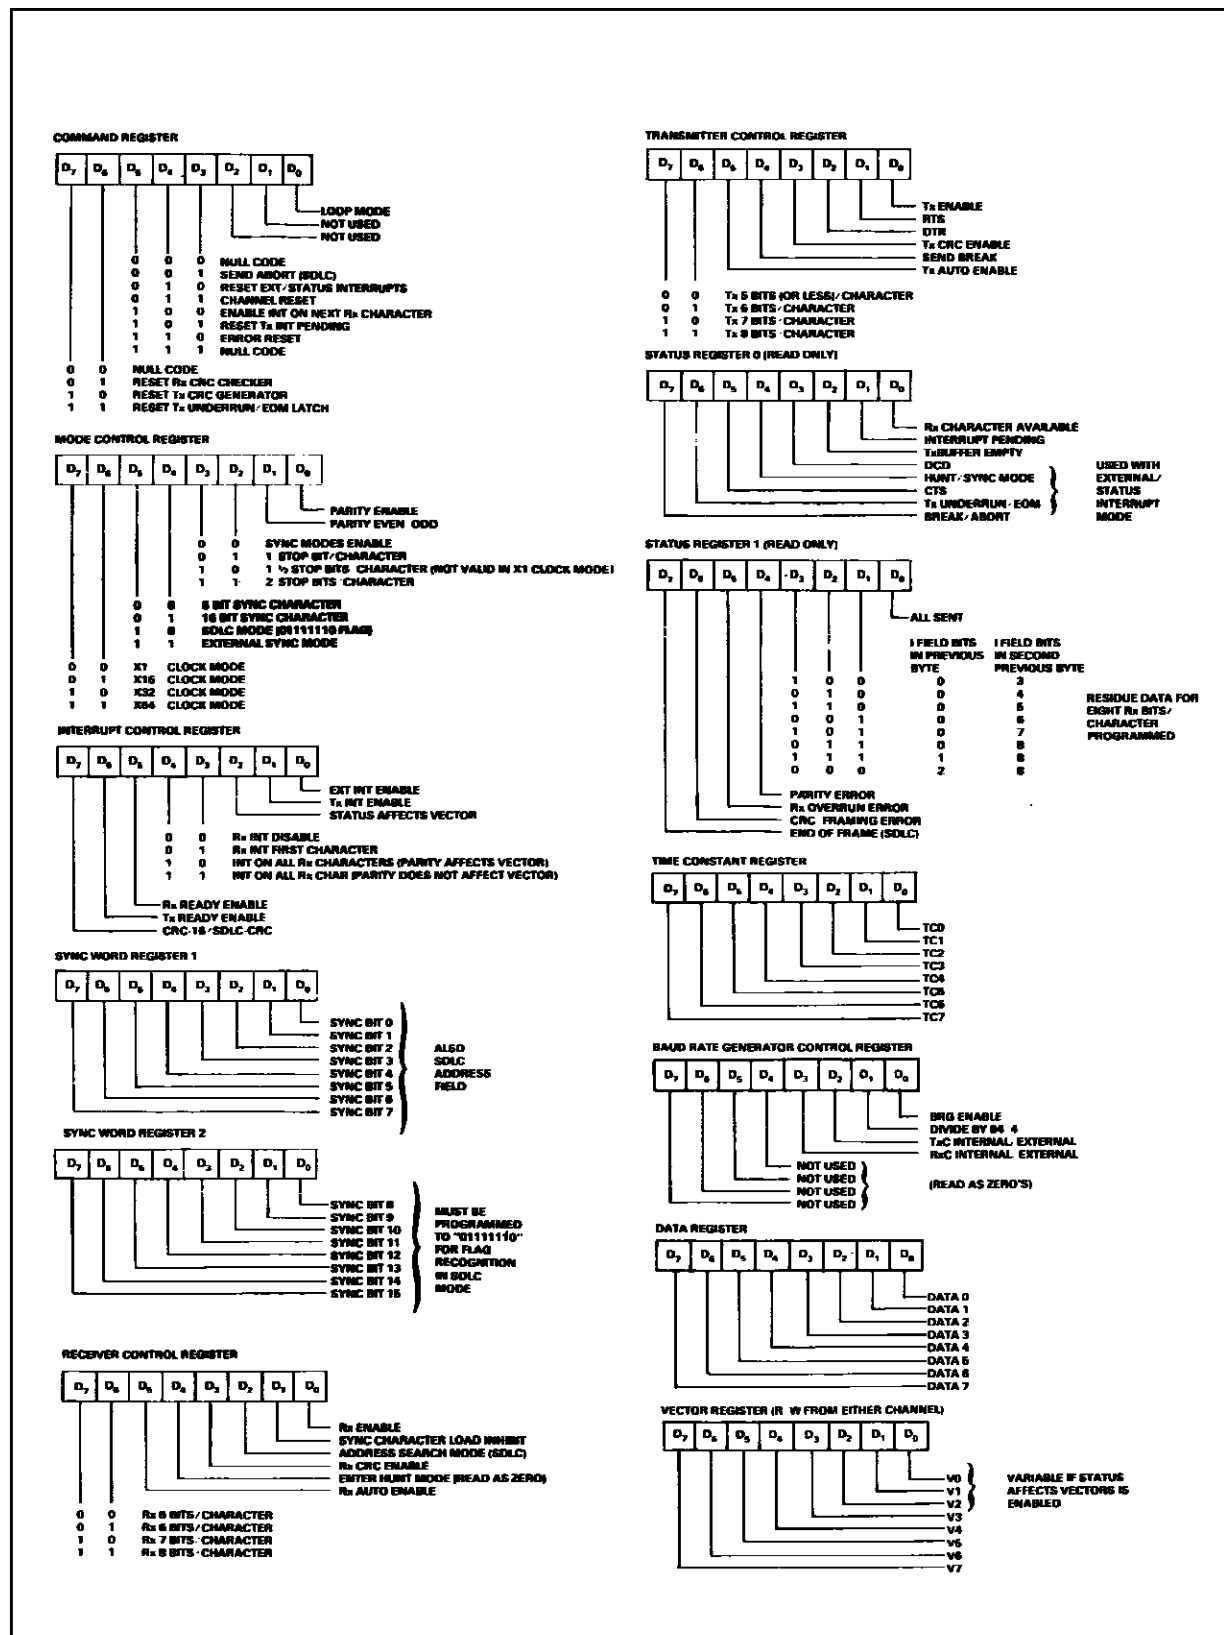 COMMAND REGISTER
D7 D6 D5 D4 D3 D2 D1 D0
LOOP MODE
NOT USED
NOT USED
0 0 0 NULL CODE
0 0 1 SEND ABORT (SDLC)
0 1 0 RESET EXT/STATUS INTERRUPTS
0 1 1 CHANNEL RESET
1 0 0 ENABLE INT ON NEXT Rx CHARACTER
1 0 1 RESET Tx INT PENDING
1 1 0 ERROR RESET
1 1 1 NULL CODE
0 0 NULL CODE
0 1 RESET Rx CRC CHECKER
1 0 RESET Tx CRC GENERATOR
1 1 RESET Tx UNDERRUN/EOM LATCH
MODE CONTROL REGISTER
D7 D6 D5 D4 D3 D2 D1 D0
PARITY ENABLE
PARITY EVEN ODD
0 0 SYNC MODES ENABLE
0 1 1 STOP BIT/CHARACTER
1 0 1 ½ STOP BITS CHARACTER (NOT VALID IN X1 CLOCK MODE)
1 1 2 STOP BITS CHARACTER
0 0 8 BIT SYNC CHARACTER
0 1 16 BIT SYNC CHARACTER
1 0 SDLC MODE (01111110 FLAG)
1 1 EXTERNAL SYNC MODE
0 0 X1 CLOCK MODE
0 1 X16 CLOCK MODE
1 0 X32 CLOCK MODE
1 1 X64 CLOCK MODE
INTERRUPT CONTROL REGISTER
D7 D6 D5 D4 D3 D2 D1 D0
EXT INT ENABLE
Tx INT ENABLE
STATUS AFFECTS VECTOR
0 0 Rx INT DISABLE
0 1 Rx INT FIRST CHARACTER
1 0 INT ON ALL Rx CHARACTERS (PARITY AFFECTS VECTOR)
1 1 INT ON ALL Rx CHAR (PARITY DOES NOT AFFECT VECTOR)
Rx READY ENABLE
Tx READY ENABLE
CRC-16/SDLC-CRC
SYNC WORD REGISTER 1
D7 D6 D5 D4 D3 D2 D1 D0
SYNC BIT 0
SYNC BIT 1
SYNC BIT 2
SYNC BIT 3
SYNC BIT 4
SYNC BIT 5
SYNC BIT 6
SYNC BIT 7
ALSO
SDLC
ADDRESS
FIELD
SYNC WORD REGISTER 2
D7 D6 D5 D4 D3 D2 D1 D0
SYNC BIT 8
SYNC BIT 9
SYNC BIT 10
SYNC BIT 11
SYNC BIT 12
SYNC BIT 13
SYNC BIT 14
SYNC BIT 15
MUST BE
PROGRAMMED
TO "01111110"
FOR FLAG
RECOGNITION
IN SDLC
MODE
RECEIVER CONTROL REGISTER
D7 D6 D5 D4 D3 D2 D1 D0
Rx ENABLE
SYNC CHARACTER LOAD INHIBIT
ADDRESS SEARCH MODE (SDLC)
Rx CRC ENABLE
ENTER HUNT MODE (READ AS ZERO)
Rx AUTO ENABLE
0 0 Rx 5 BITS/CHARACTER
0 1 Rx 6 BITS/CHARACTER
1 0 Rx 7 BITS CHARACTER
1 1 Rx 8 BITS CHARACTER
TRANSMITTER CONTROL REGISTER
D7 D6 D5 D4 D3 D2 D1 D0
Tx ENABLE
RTS
DTR
Tx CRC ENABLE
SEND BREAK
Tx AUTO ENABLE
0 0 Tx 5 BITS (OR LESS)/CHARACTER
0 1 Tx 6 BITS/CHARACTER
1 0 Tx 7 BITS CHARACTER
1 1 Tx 8 BITS CHARACTER
STATUS REGISTER 0 (READ ONLY)
D7 D6 D5 D4 D3 D2 D1 D0
Rx CHARACTER AVAILABLE
INTERRUPT PENDING
TxBUFFER EMPTY
DCD
HUNT/SYNC MODE
CTS
Tx UNDERRUN/EOM
BREAK/ABORT
USED WITH
EXTERNAL/
STATUS
INTERRUPT
MODE
STATUS REGISTER 1 (READ ONLY)
D7 D6 D5 D4 D3 D2 D1 D0
ALL SENT
I FIELD BITS I FIELD BITS
IN PREVIOUS IN SECOND
BYTE PREVIOUS BYTE
1 0 0 0 3
0 1 0 0 4
1 1 0 0 5
0 0 1 0 6
1 0 1 0 7
0 1 1 0 8
1 1 1 1 8
0 0 0 2 8
RESIDUE DATA FOR
EIGHT Rx BITS/
CHARACTER
PROGRAMMED
PARITY ERROR
Rx OVERRUN ERROR
CRC FRAMING ERROR
END OF FRAME (SDLC)
TIME CONSTANT REGISTER
D7 D6 D5 D4 D3 D2 D1 D0
TC0
TC1
TC2
TC3
TC4
TC5
TC6
TC7
BAUD RATE GENERATOR CONTROL REGISTER
D7 D6 D5 D4 D3 D2 D1 D0
BRG ENABLE
DIVIDE BY 64 4
TxC INTERNAL EXTERNAL
RxC INTERNAL EXTERNAL
NOT USED
NOT USED
NOT USED
NOT USED
(READ AS ZERO'S)
DATA REGISTER
D7 D6 D5 D4 D3 D2 D1 D0
DATA 0
DATA 1
DATA 2
DATA 3
DATA 4
DATA 5
DATA 6
DATA 7
VECTOR REGISTER (R W FROM EITHER CHANNEL)
D7 D6 D5 D4 D3 D2 D1 D0
V0
V1
V2
V3
V4
V5
V6
V7
VARIABLE IF STATUS
AFFECTS VECTORS IS
ENABLED